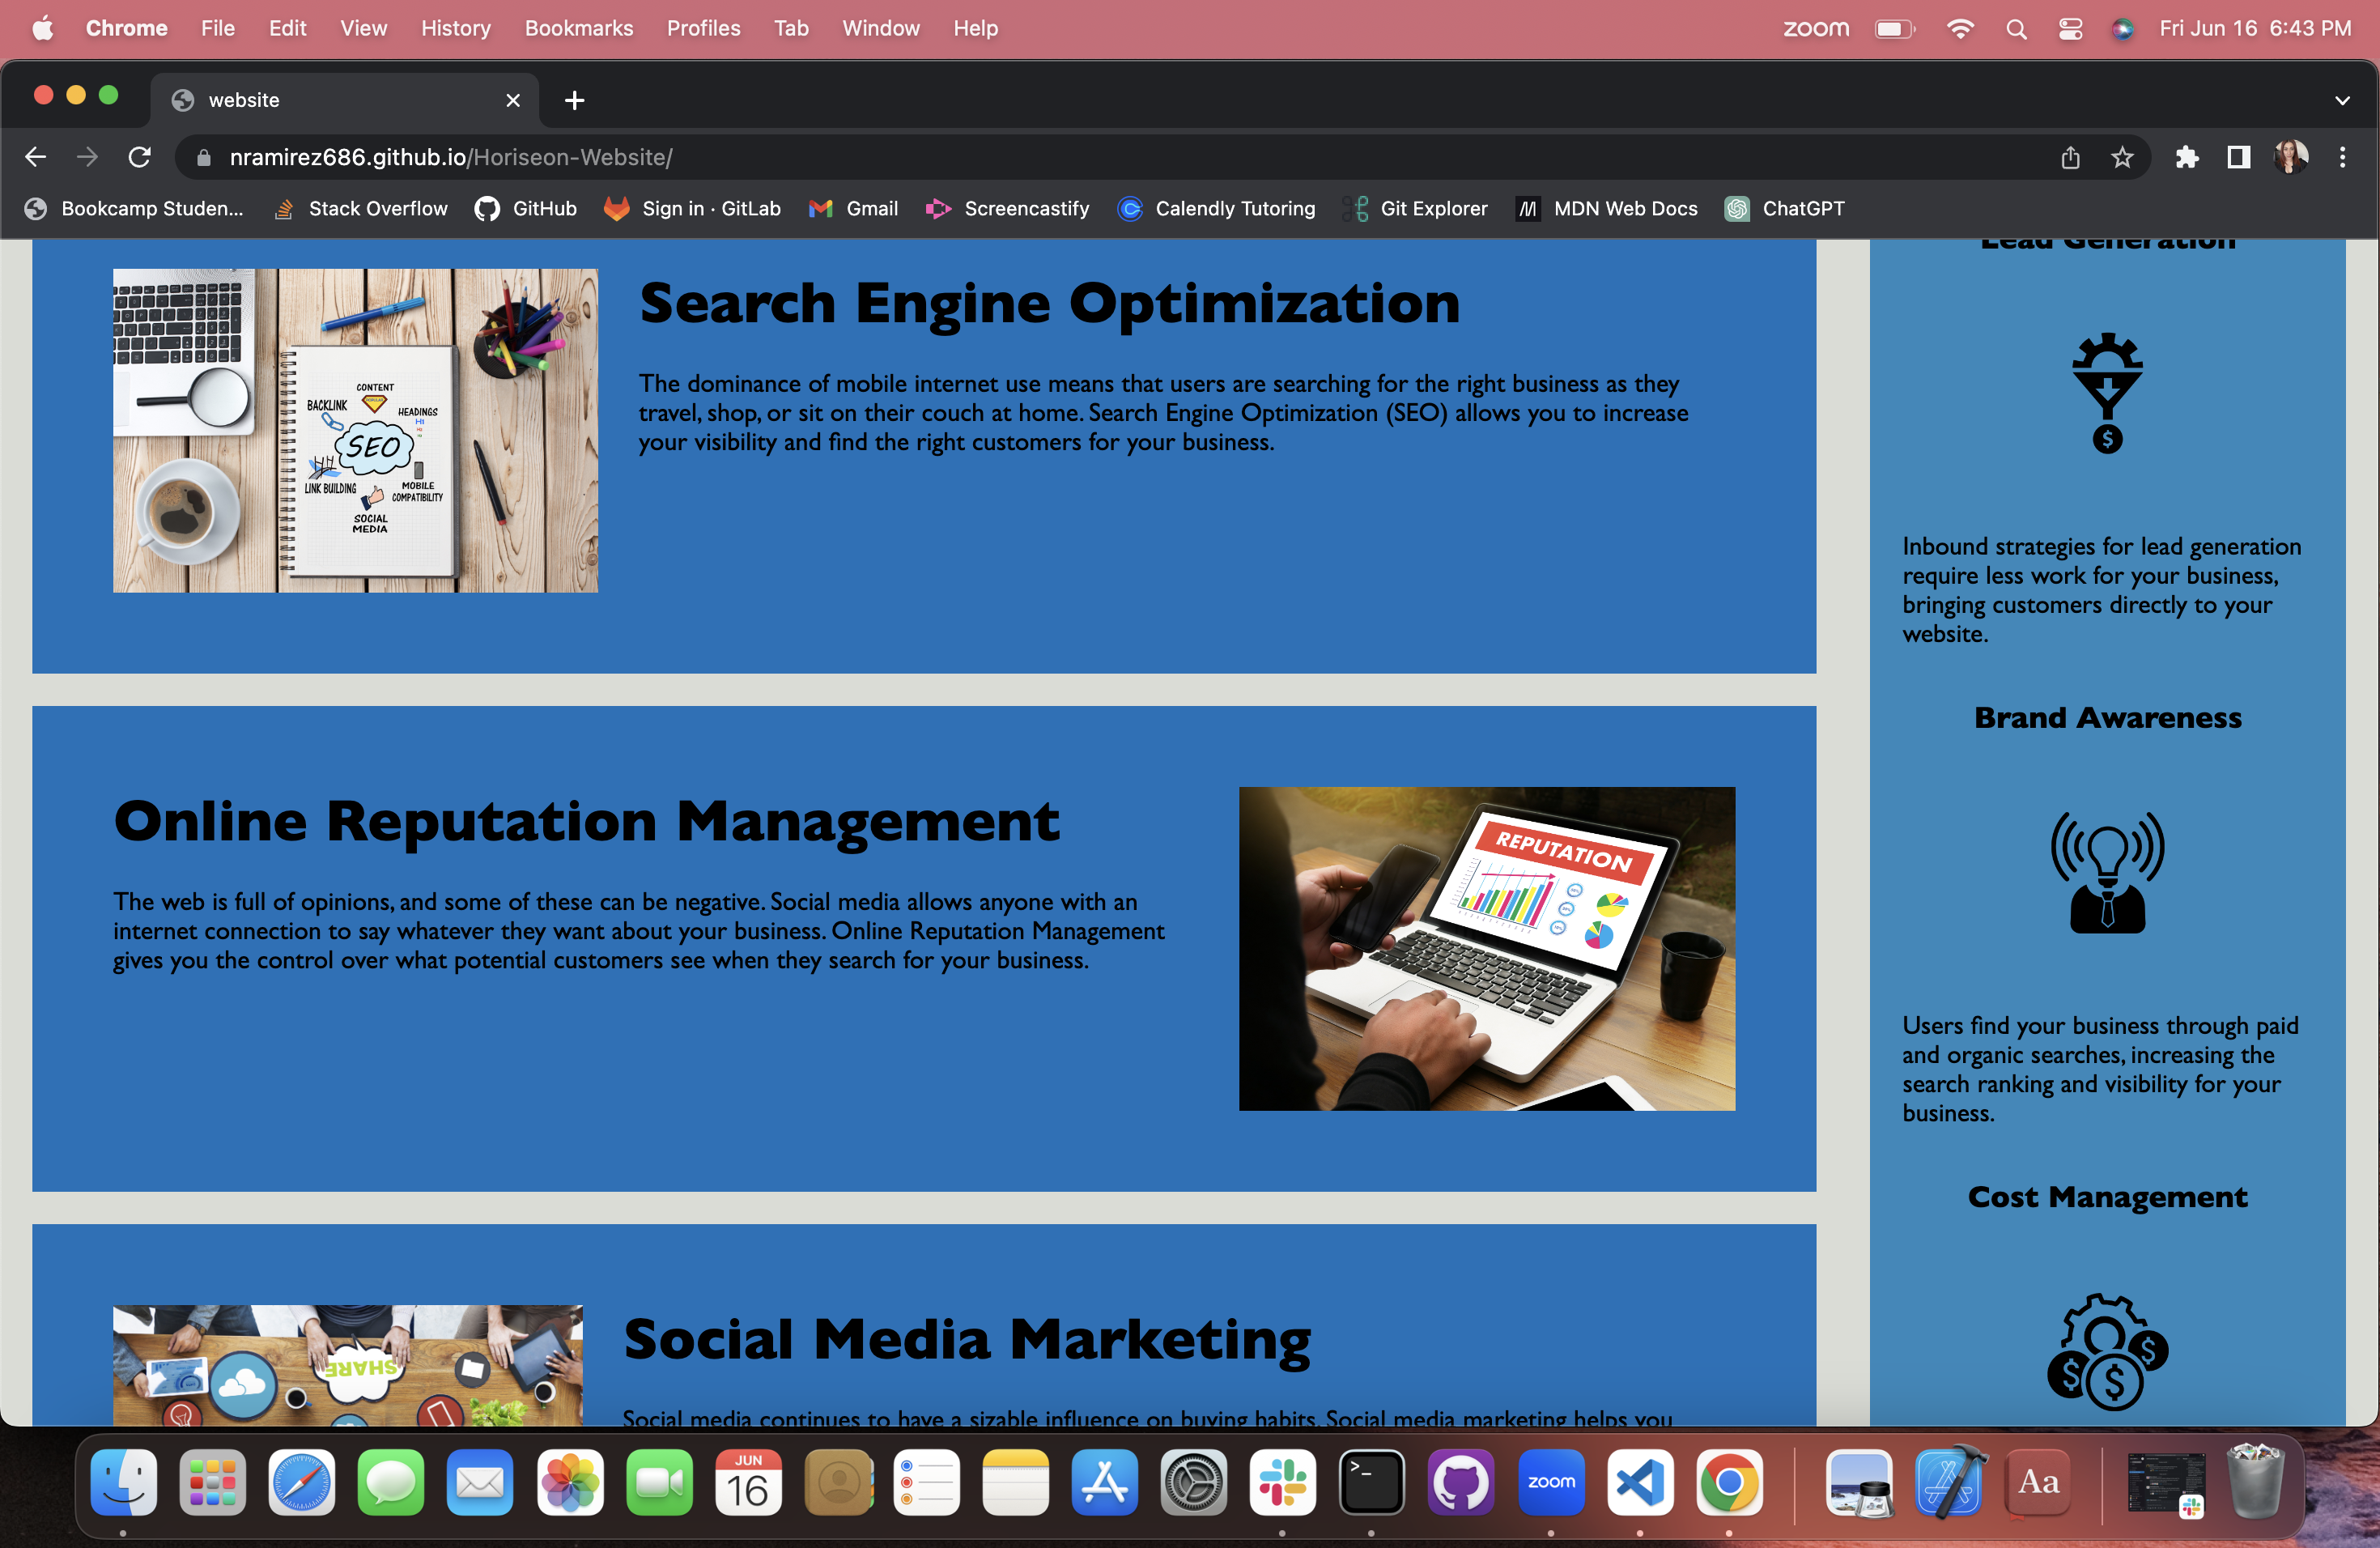 Chrome File Edit View History Bookmarks Profiles Tab Window Help
zoom Fri Jun 16 6:43 PM
website
nramirez686.github.io/Horiseon-Website/
Bookcamp Studen... Stack Overflow GitHub Sign in · GitLab Gmail Screencastify Calendly Tutoring Git Explorer MDN Web Docs ChatGPT
Search Engine Optimization
The dominance of mobile internet use means that users are searching for the right business as they
travel, shop, or sit on their couch at home. Search Engine Optimization (SEO) allows you to increase
your visibility and find the right customers for your business.
CONTENT
BACKLINK
HEADINGS
H1
SEO
LINK BUILDING
MOBILE
COMPATIBILITY
SOCIAL
MEDIA
Online Reputation Management
The web is full of opinions, and some of these can be negative. Social media allows anyone with an
internet connection to say whatever they want about your business. Online Reputation Management
gives you the control over what potential customers see when they search for your business.
REPUTATION
Social Media Marketing
Social media continues to have a sizable influence on buying habits. Social media marketing helps you
SHARE
Lead Generation
$
Inbound strategies for lead generation
require less work for your business,
bringing customers directly to your
website.
Brand Awareness
Users find your business through paid
and organic searches, increasing the
search ranking and visibility for your
business.
Cost Management
$ $ $
JUN
16
>_
zoom
Aa